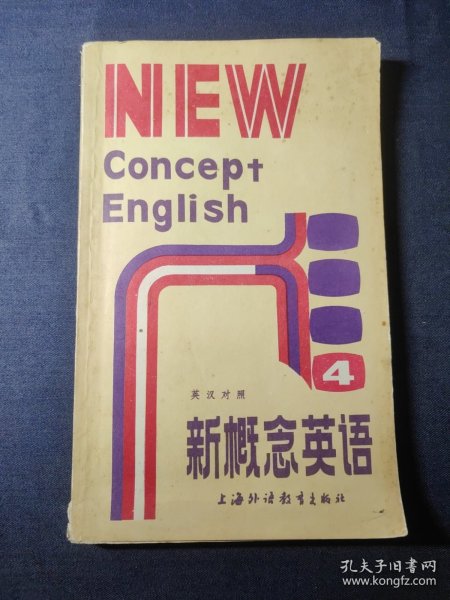 NEW
Concept
English
4
英汉对照
新概念英语
上海外语教育出版社
孔夫子旧书网
www.kongfz.com